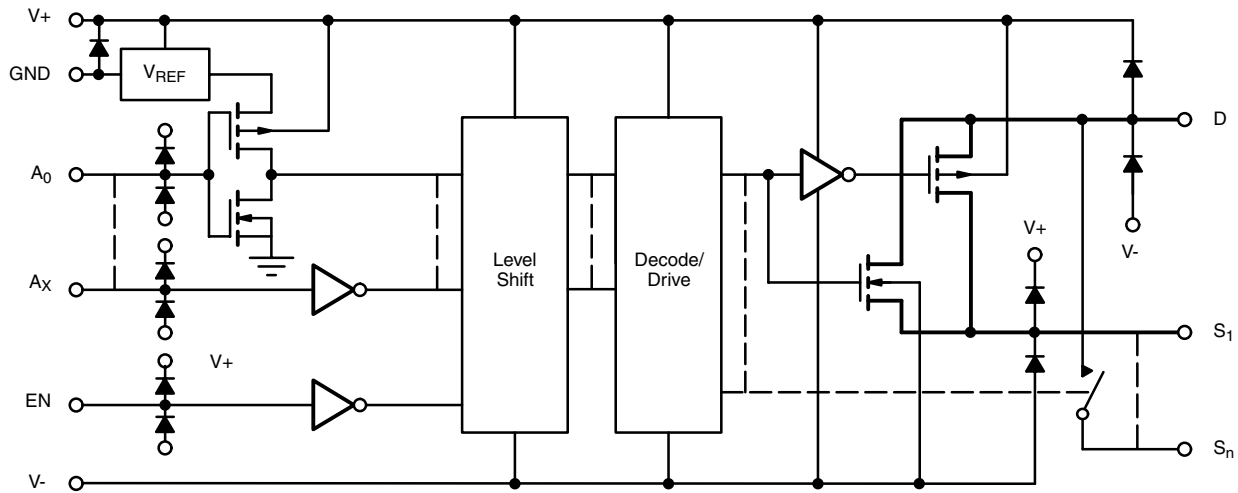 V+
GND
VREF
A0
AX
Level
Shift
Decode/
Drive
D
V+
V-
S1
V+
EN
Sn
V-